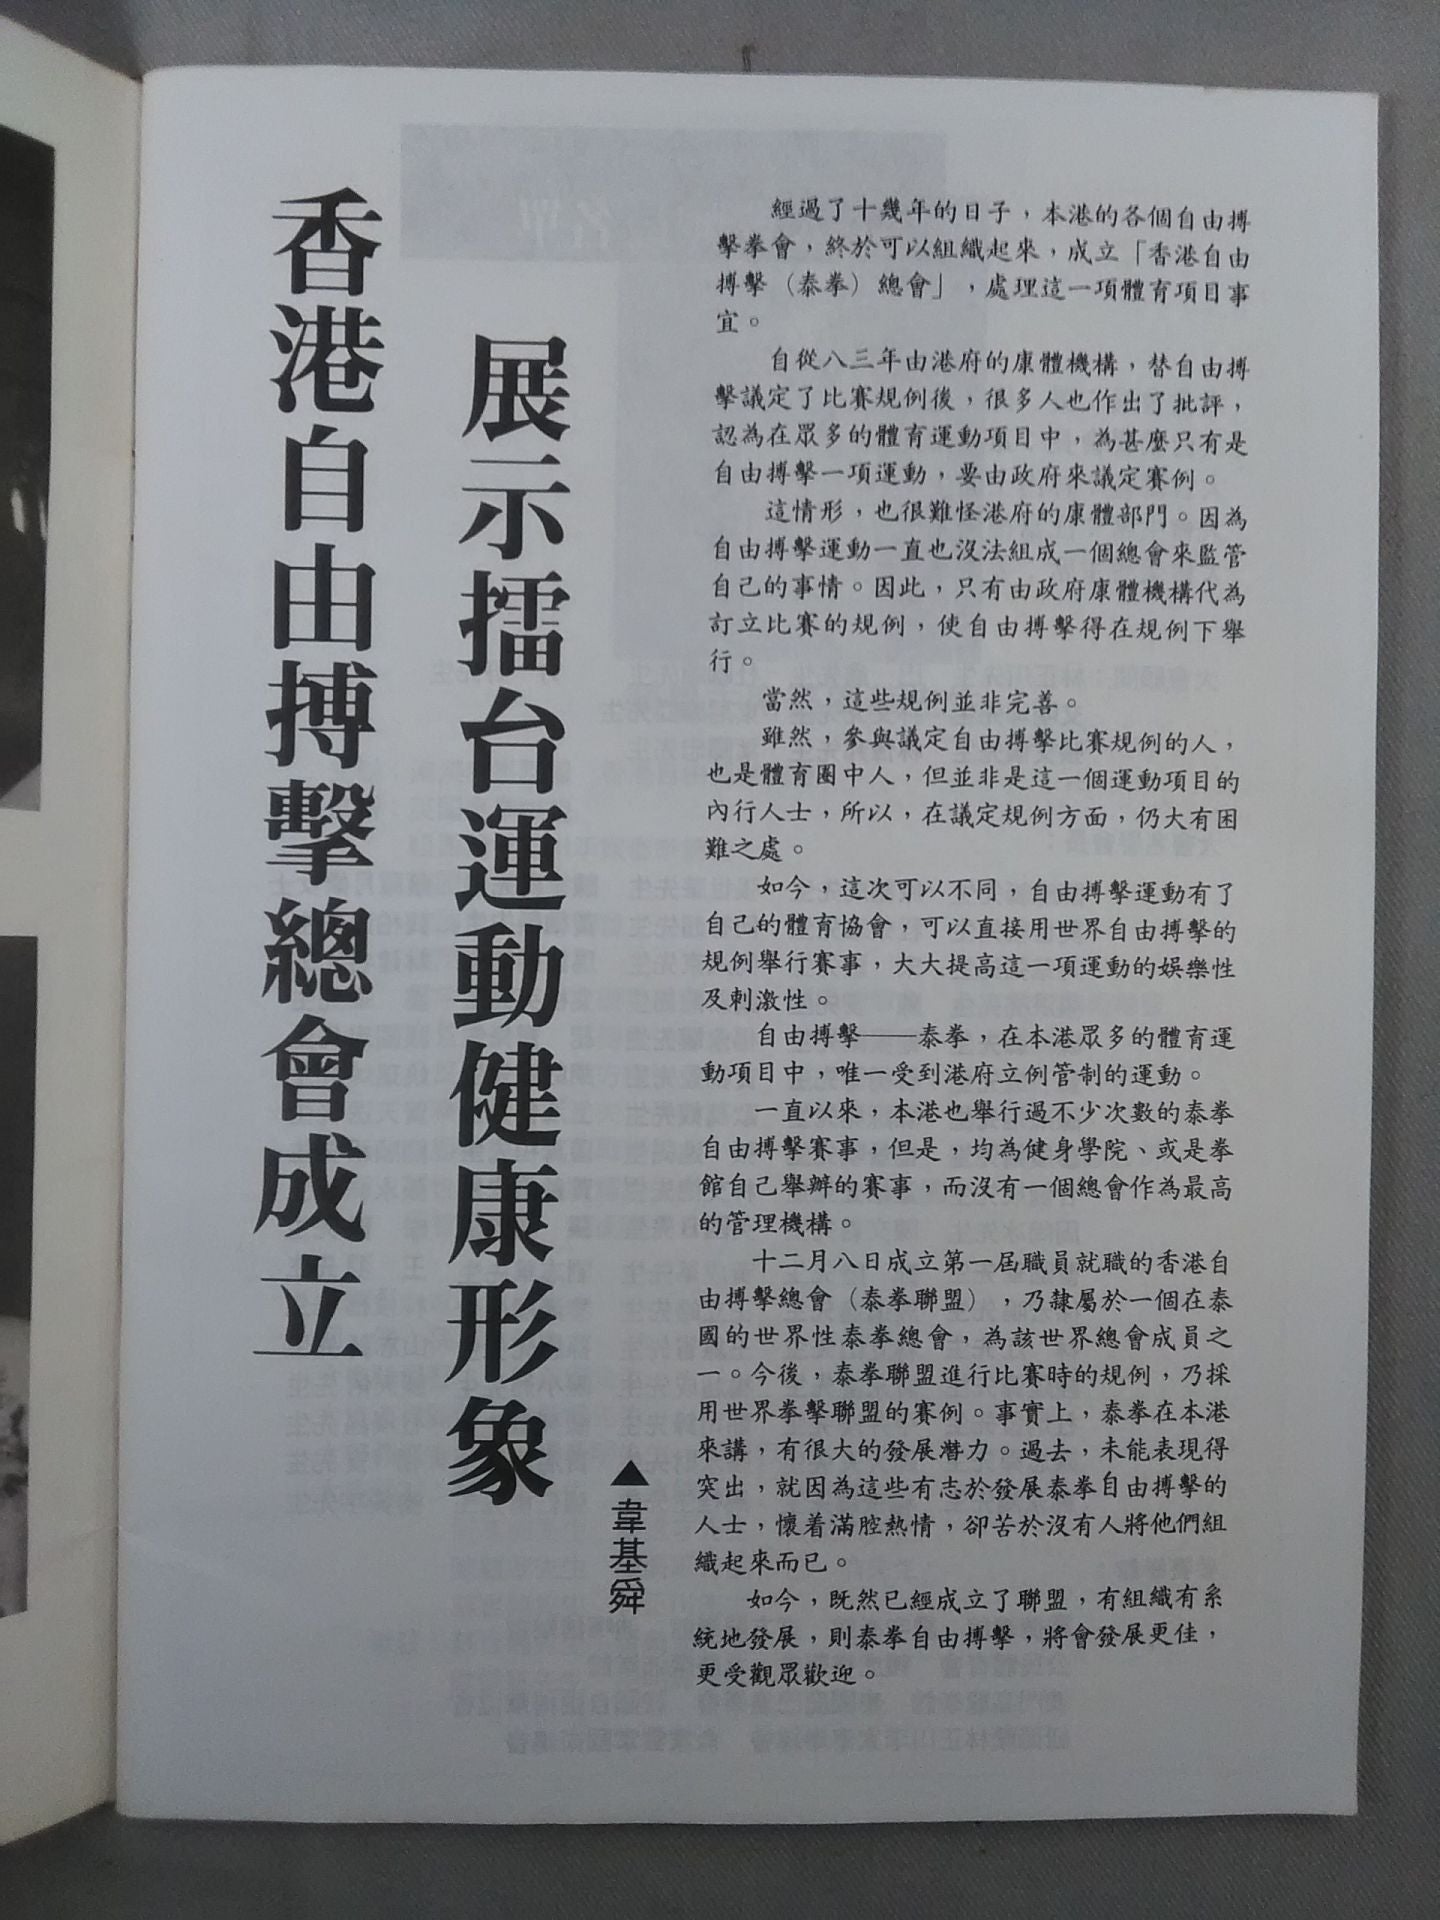 香港自由搏擊總會成立
展示擂台運動健康形象
▲韋基舜
經過了十幾年的日子，本港的各個自由搏
擊拳會，終於可以組織起來，成立「香港自由
搏擊（泰拳）總會」，處理這一項體育項目事
宜。
自從八三年由港府的康體機構，替自由搏
擊議定了比賽規例後，很多人也作出了批評，
認為在眾多的體育運動項目中，為甚麼只有是
自由搏擊一項運動，要由政府來議定賽例。
這情形，也很難怪港府的康體部門。因為
自由搏擊運動一直也沒法組成一個總會來監管
自己的事情。因此，只有由政府康體機構代為
訂立比賽的規例，使自由搏擊得在規例下舉
行。
當然，這些規例並非完善。
雖然，參與議定自由搏擊比賽規例的人，
也是體育圈中人，但並非是這一個運動項目的
內行人士，所以，在議定規例方面，仍大有困
難之處。
如今，這次可以不同，自由搏擊運動有了
自己的體育協會，可以直接用世界自由搏擊的
規例舉行賽事，大大提高這一項運動的娛樂性
及刺激性。
自由搏擊——泰拳，在本港眾多的體育運
動項目中，唯一受到港府立例管制的運動。
一直以來，本港也舉行過不少次數的泰拳
自由搏擊賽事，但是，均為健身學院、或是拳
館自己舉辦的賽事，而沒有一個總會作為最高
的管理機構。
十二月八日成立第一屆職員就職的香港自
由搏擊總會（泰拳聯盟），乃隸屬於一個在泰
國的世界性泰拳總會，為該世界總會成員之
一。今後，泰拳聯盟進行比賽時的規例，乃採
用世界拳擊聯盟的賽例。事實上，泰拳在本港
來講，有很大的發展潛力。過去，未能表現得
突出，就因為這些有志於發展泰拳自由搏擊的
人士，懷着滿腔熱情，卻苦於沒有人將他們組
織起來而已。
如今，既然已經成立了聯盟，有組織有系
統地發展，則泰拳自由搏擊，將會發展更佳，
更受觀眾歡迎。